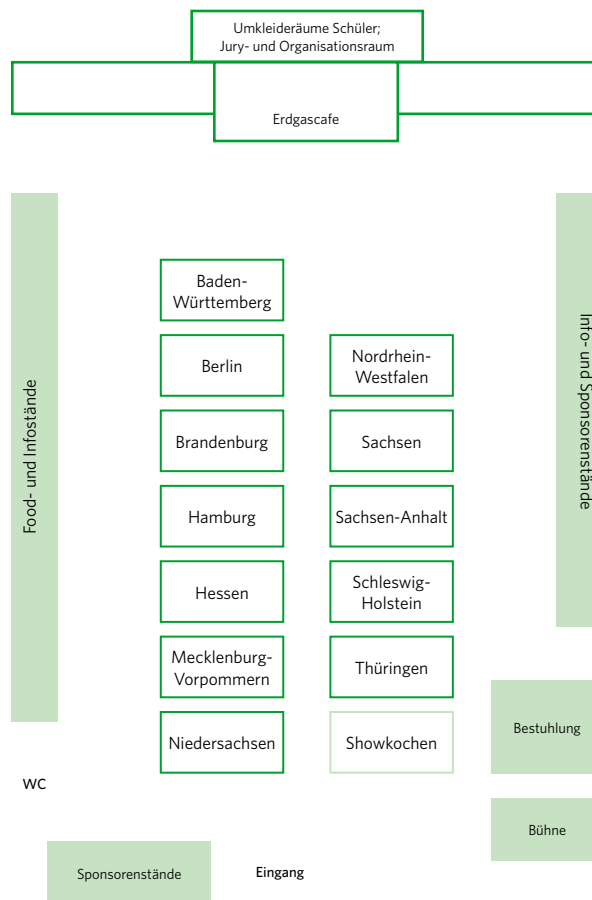 Umkleideräume Schüler;
Jury- und Organisationsraum
Erdgascafe
Food- und Infostände
Info- und Sponsorenstände
Baden-
Württemberg
Berlin
Brandenburg
Hamburg
Hessen
Mecklenburg-
Vorpommern
Niedersachsen
Nordrhein-
Westfalen
Sachsen
Sachsen-Anhalt
Schleswig-
Holstein
Thüringen
Showkochen
Bestuhlung
Bühne
WC
Sponsorenstände
Eingang